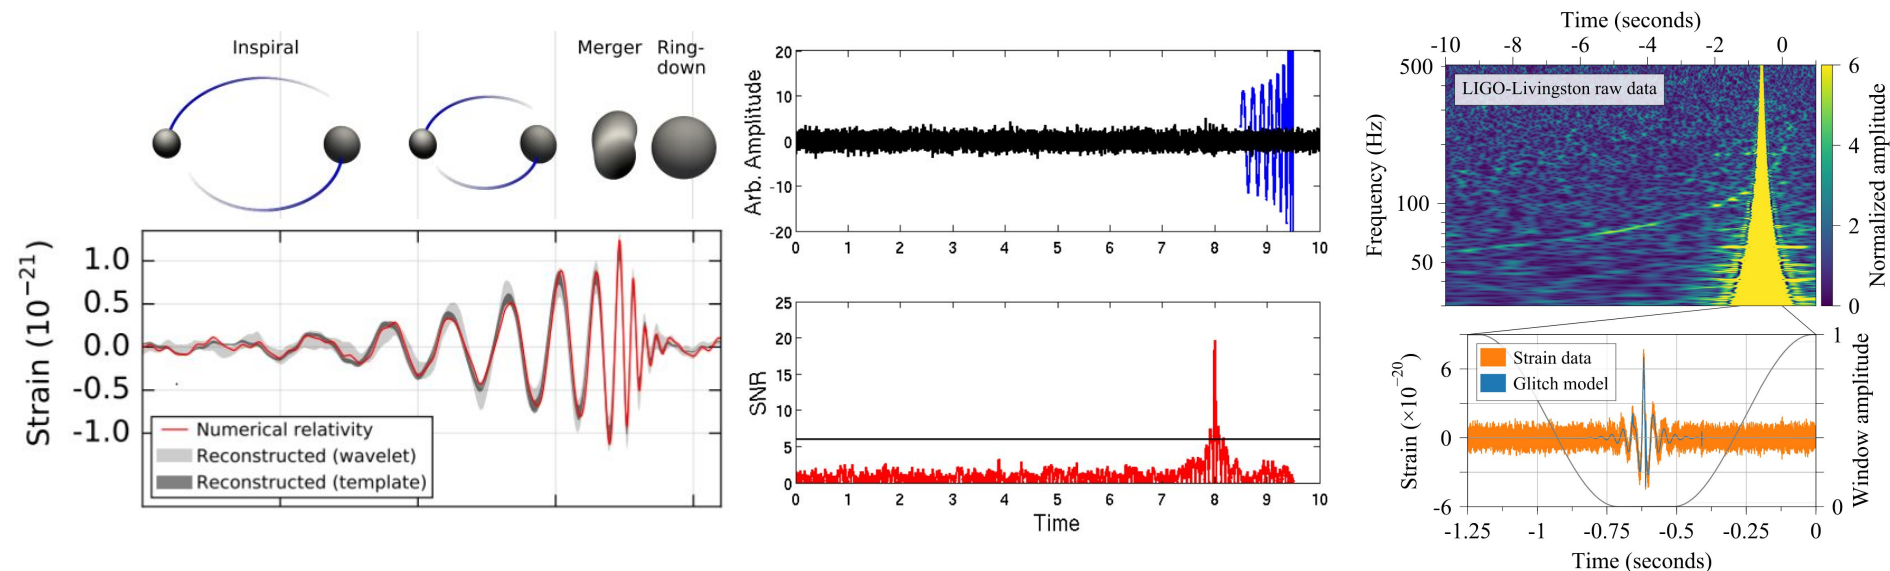 Inspiral
Merger
Ring-
down
Strain (10⁻²¹)
1.0
0.5
0.0
-0.5
-1.0
Numerical relativity
Reconstructed (wavelet)
Reconstructed (template)
Arb. Amplitude
20
10
0
-10
-20
0 1 2 3 4 5 6 7 8 9 10
SNR
25
20
15
10
5
0
0 1 2 3 4 5 6 7 8 9 10
Time
Time (seconds)
-10 -8 -6 -4 -2 0
Frequency (Hz)
500
100
50
LIGO-Livingston raw data
6
4
2
0
Normalized amplitude
Strain (×10⁻²⁰)
6
0
-6
Strain data
Glitch model
1
0
Window amplitude
-1.25 -1 -0.75 -0.5 -0.25 0
Time (seconds)